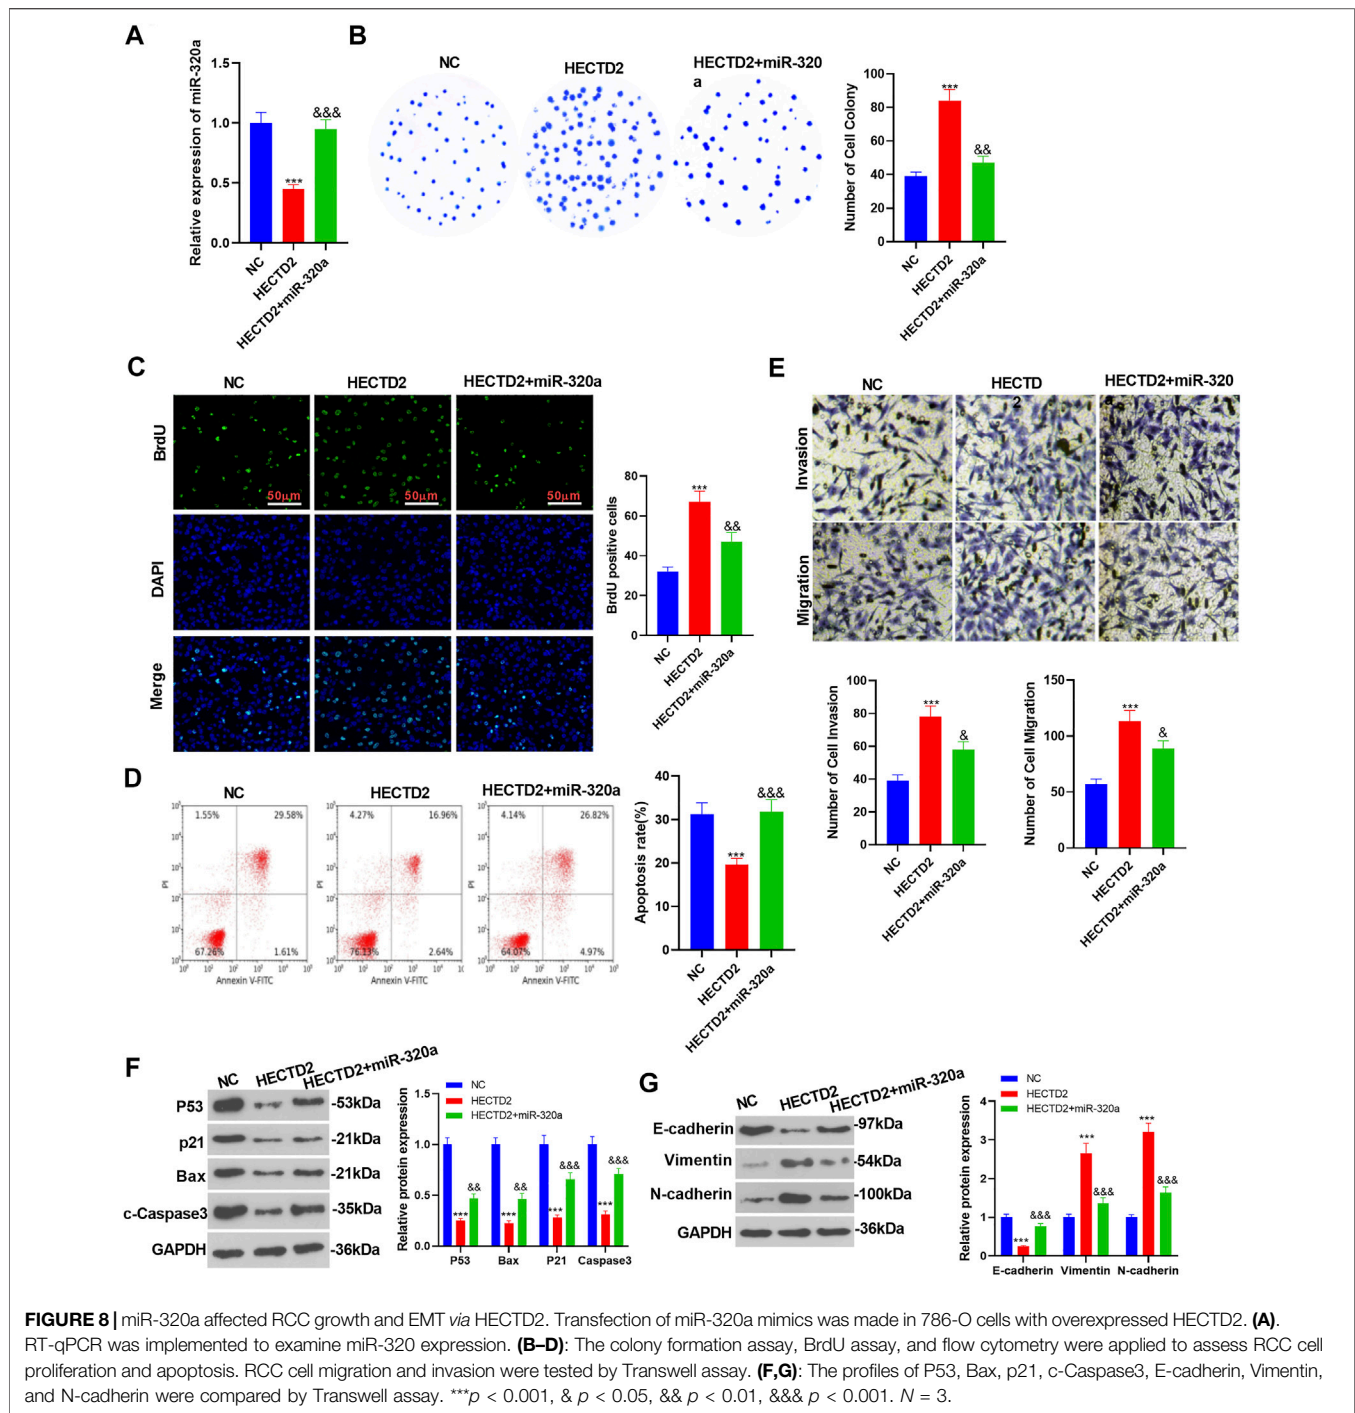 A
Relative expression of miR-320a
1.5
1.0
0.5
0.0
***
&&&
NC
HECTD2
HECTD2+miR-320a
B
NC
HECTD2
HECTD2+miR-320
a
Number of Cell Colony
100
80
60
40
20
0
***
&&
NC
HECTD2
HECTD2+miR-320a
C
NC
HECTD2
HECTD2+miR-320a
BrdU
50μm
50μm
50μm
DAPI
Merge
BrdU positive cells
80
60
40
20
0
***
&&
NC
HECTD2
HECTD2+miR-320a
D
NC
HECTD2
HECTD2+miR-320a
1.55%
29.58%
67.26%
1.61%
PI
Annexin V-FITC
4.27%
16.96%
76.13%
2.64%
PI
Annexin V-FITC
4.14%
26.82%
64.07%
4.97%
PI
Annexin V-FITC
Apoptosis rate(%)
40
30
20
10
0
***
&&&
NC
HECTD2
HECTD2+miR-320a
E
NC
HECTD
2
HECTD2+miR-320
a
Invasion
Migration
Number of Cell Invasion
100
80
60
40
20
0
***
&
NC
HECTD2
HECTD2+miR-320a
Number of Cell Migration
150
100
50
0
***
&
NC
HECTD2
HECTD2+miR-320a
F
NC
HECTD2
HECTD2+miR-320a
P53
-53kDa
p21
-21kDa
Bax
-21kDa
c-Caspase3
-35kDa
GAPDH
-36kDa
NC
HECTD2
HECTD2+miR-320a
Relative protein expression
1.5
1.0
0.5
0.0
***
&&
***
&&
***
&&&
***
&&&
P53
Bax
P21
Caspase3
G
NC
HECTD2
HECTD2+miR-320a
E-cadherin
-97kDa
Vimentin
-54kDa
N-cadherin
-100kDa
GAPDH
-36kDa
NC
HECTD2
HECTD2+miR-320a
Relative protein expression
4
3
2
1
0
***
&&&
***
&&&
***
&&&
E-cadherin
Vimentin
N-cadherin
FIGURE 8 | miR-320a affected RCC growth and EMT via HECTD2. Transfection of miR-320a mimics was made in 786-O cells with overexpressed HECTD2. (A).
RT-qPCR was implemented to examine miR-320 expression. (B–D): The colony formation assay, BrdU assay, and flow cytometry were applied to assess RCC cell
proliferation and apoptosis. RCC cell migration and invasion were tested by Transwell assay. (F,G): The profiles of P53, Bax, p21, c-Caspase3, E-cadherin, Vimentin,
and N-cadherin were compared by Transwell assay. ***p < 0.001, & p < 0.05, && p < 0.01, &&& p < 0.001. N = 3.